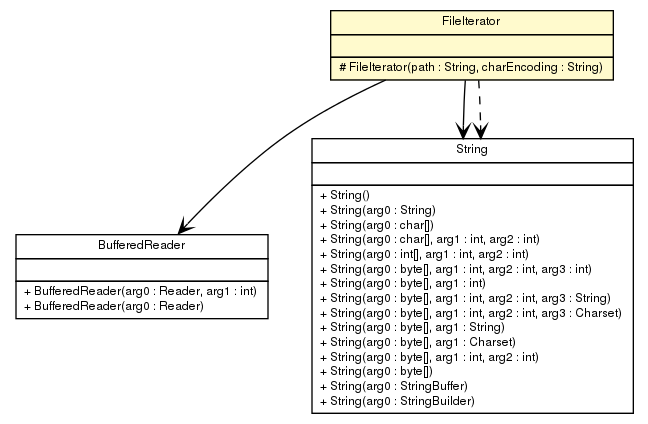 FileIterator
# FileIterator(path : String, charEncoding : String)
String
+ String()
+ String(arg0 : String)
+ String(arg0 : char[])
+ String(arg0 : char[], arg1 : int, arg2 : int)
+ String(arg0 : int[], arg1 : int, arg2 : int)
+ String(arg0 : byte[], arg1 : int, arg2 : int, arg3 : int)
+ String(arg0 : byte[], arg1 : int)
+ String(arg0 : byte[], arg1 : int, arg2 : int, arg3 : String)
+ String(arg0 : byte[], arg1 : int, arg2 : int, arg3 : Charset)
+ String(arg0 : byte[], arg1 : String)
+ String(arg0 : byte[], arg1 : Charset)
+ String(arg0 : byte[], arg1 : int, arg2 : int)
+ String(arg0 : byte[])
+ String(arg0 : StringBuffer)
+ String(arg0 : StringBuilder)
BufferedReader
+ BufferedReader(arg0 : Reader, arg1 : int)
+ BufferedReader(arg0 : Reader)